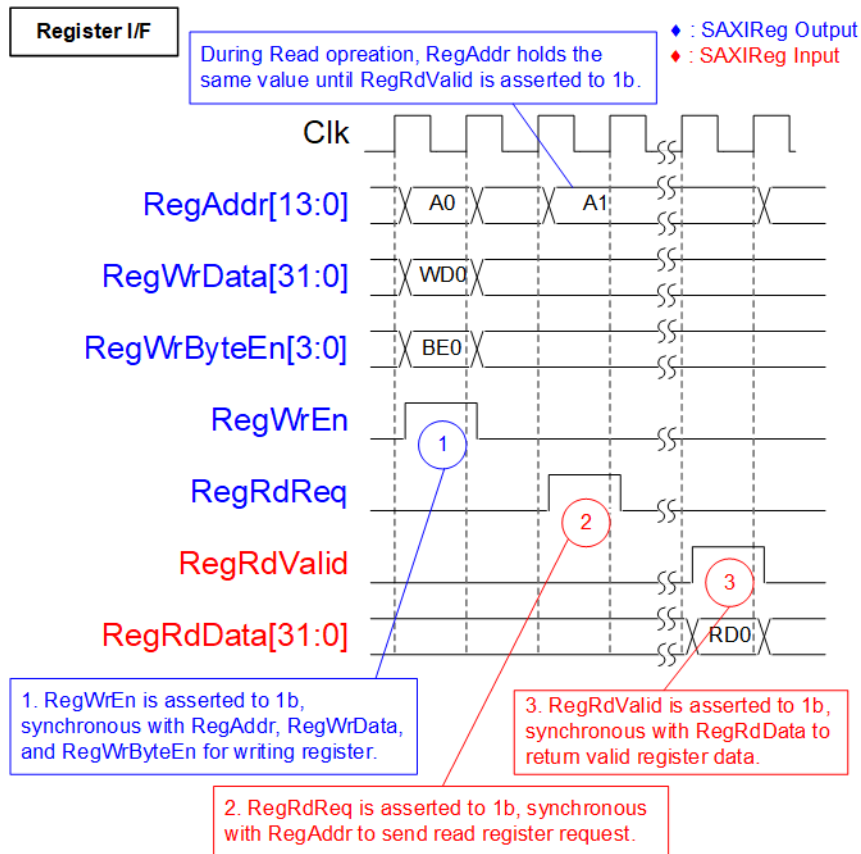 Register I/F
During Read opreation, RegAddr holds the
same value until RegRdValid is asserted to 1b.
♦ : SAXIReg Output
♦ : SAXIReg Input
Clk
RegAddr[13:0]
A0
A1
RegWrData[31:0]
WD0
RegWrByteEn[3:0]
BE0
RegWrEn
1
RegRdReq
2
RegRdValid
3
RegRdData[31:0]
RD0
1. RegWrEn is asserted to 1b,
synchronous with RegAddr, RegWrData,
and RegWrByteEn for writing register.
3. RegRdValid is asserted to 1b,
synchronous with RegRdData to
return valid register data.
2. RegRdReq is asserted to 1b, synchronous
with RegAddr to send read register request.